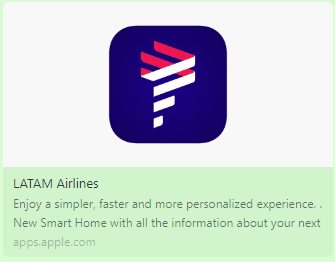 LATAM Airlines
Enjoy a simpler, faster and more personalized experience. .
New Smart Home with all the information about your next
apps.apple.com